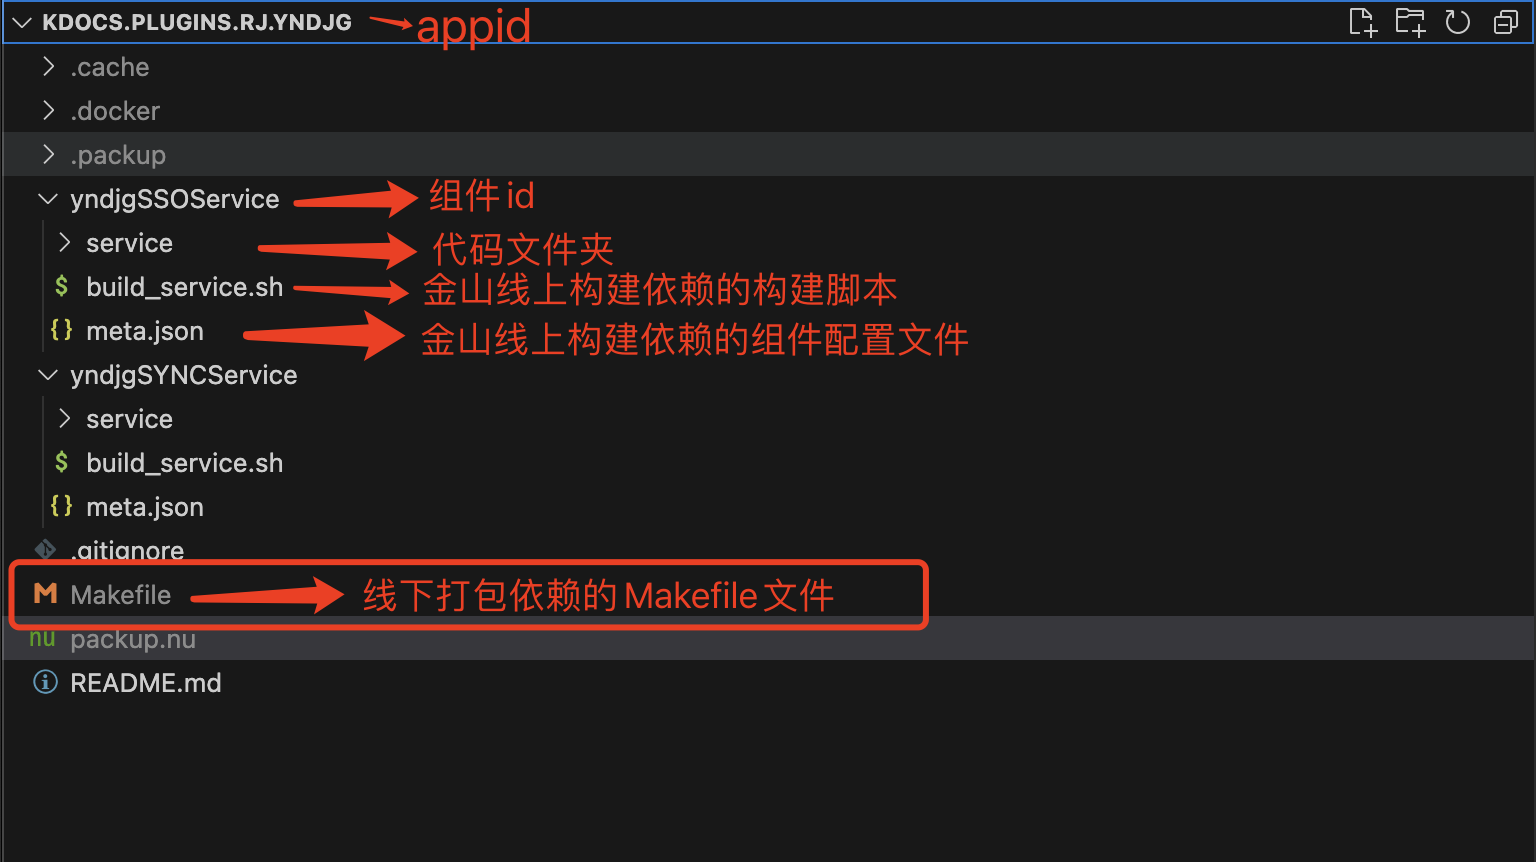 KDOCS.PLUGINS.RJ.YNDJG appid
.cache
.docker
.packup
yndjgSSOService 组件id
service 代码文件夹
$ build_service.sh 金山线上构建依赖的构建脚本
{} meta.json 金山线上构建依赖的组件配置文件
yndjgSYNCService
service
$ build_service.sh
{} meta.json
.gitignore
M Makefile 线下打包依赖的Makefile文件
nu packup.nu
README.md